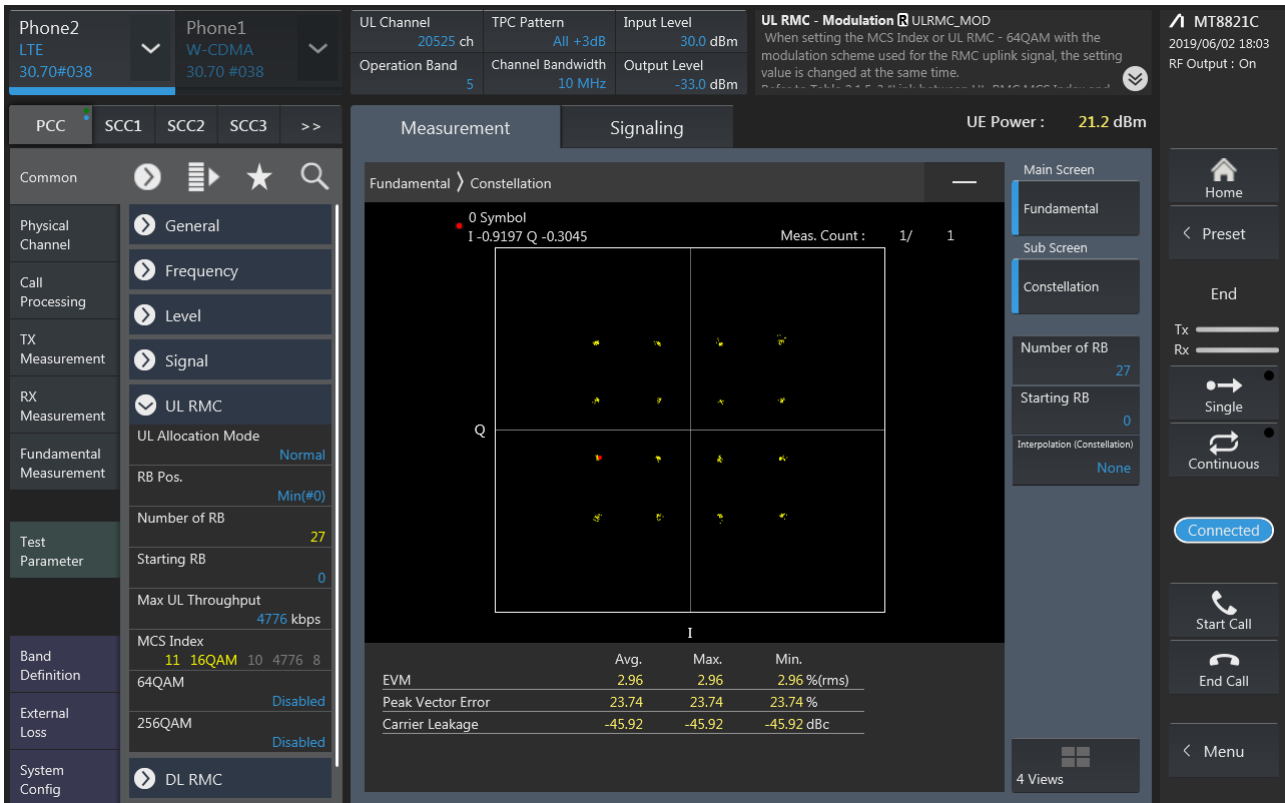 Phone2
LTE
30.70#038
Phone1
W-CDMA
30.70 #038
UL Channel
20525 ch
TPC Pattern
All +3dB
Input Level
30.0 dBm
Operation Band
5
Channel Bandwidth
10 MHz
Output Level
-33.0 dBm
UL RMC - Modulation R ULRMC_MOD
When setting the MCS Index or UL RMC - 64QAM with the
modulation scheme used for the RMC uplink signal, the setting
value is changed at the same time.
MT8821C
2019/06/02 18:03
RF Output : On
PCC SCC1 SCC2 SCC3 >>
Measurement
Signaling
UE Power : 21.2 dBm
Common
Physical
Channel
Call
Processing
TX
Measurement
RX
Measurement
Fundamental
Measurement
Test
Parameter
Band
Definition
External
Loss
System
Config
General
Frequency
Level
Signal
UL RMC
UL Allocation Mode
Normal
RB Pos.
Min(#0)
Number of RB
27
Starting RB
0
Max UL Throughput
4776 kbps
MCS Index
11 16QAM 10 4776 8
64QAM
Disabled
256QAM
Disabled
DL RMC
Fundamental 〉 Constellation
0 Symbol
I -0.9197 Q -0.3045
Meas. Count : 1/ 1
Q
I
Avg. Max. Min.
EVM 2.96 2.96 2.96 %(rms)
Peak Vector Error 23.74 23.74 23.74 %
Carrier Leakage -45.92 -45.92 -45.92 dBc
Main Screen
Fundamental
Sub Screen
Constellation
Number of RB
27
Starting RB
0
Interpolation (Constellation)
None
4 Views
Home
< Preset
End
Tx
Rx
Single
Continuous
Connected
Start Call
End Call
< Menu